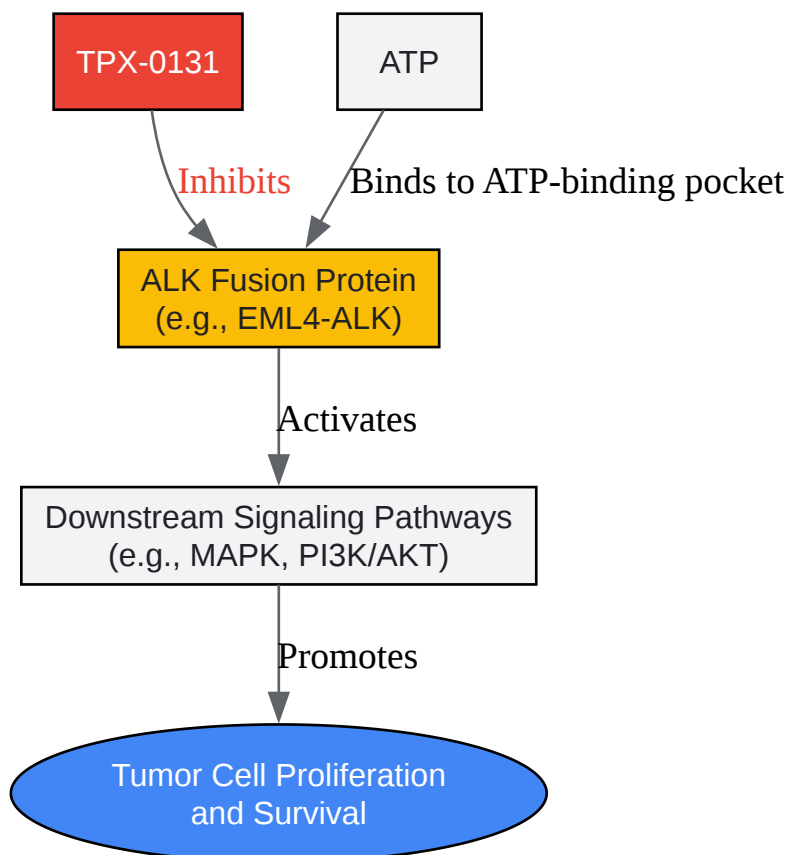 TPX-0131
ATP
Inhibits
Binds to ATP-binding pocket
ALK Fusion Protein
(e.g., EML4-ALK)
Activates
Downstream Signaling Pathways
(e.g., MAPK, PI3K/AKT)
Promotes
Tumor Cell Proliferation
and Survival